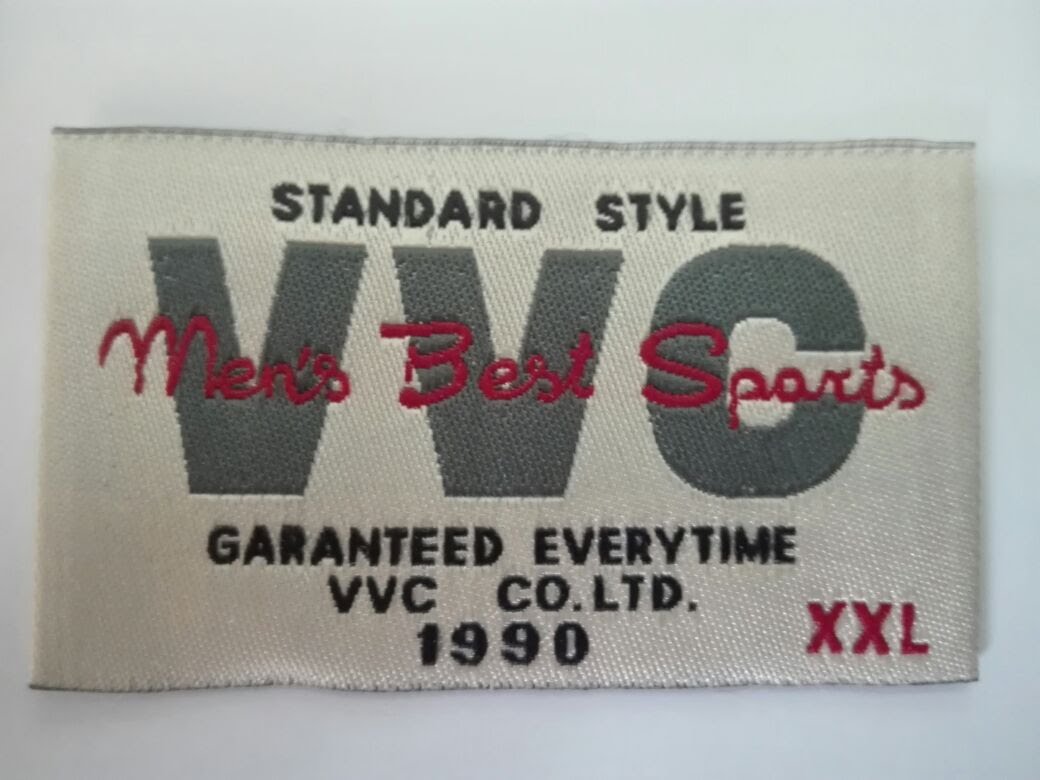 STANDARD STYLE
VVC
Men's Best Sports
GARANTEED EVERYTIME
VVC CO.LTD.
1990
XXL